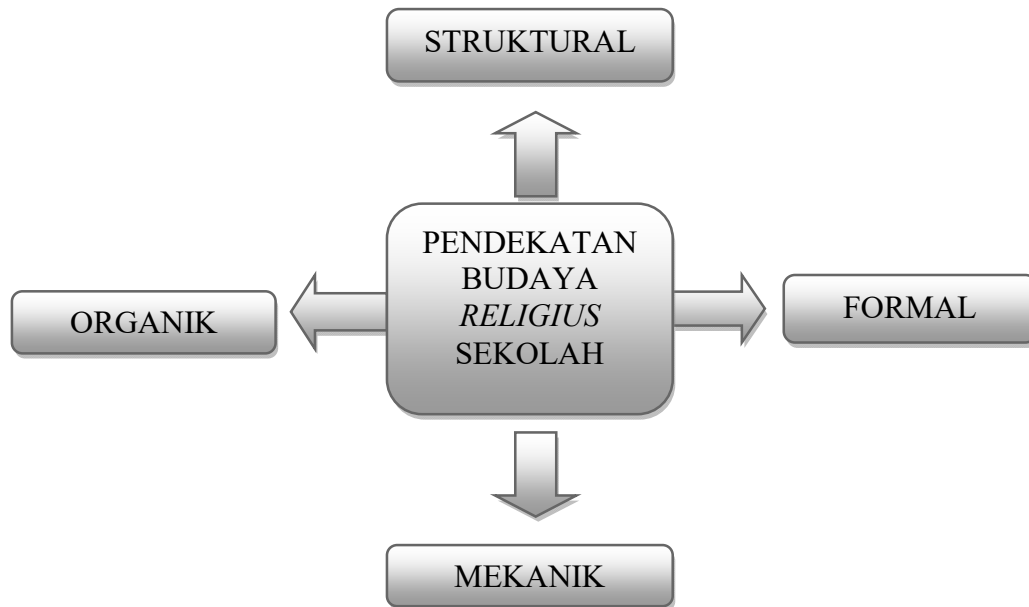 STRUKTURAL
PENDEKATAN
BUDAYA
RELIGIUS
SEKOLAH
ORGANIK
FORMAL
MEKANIK